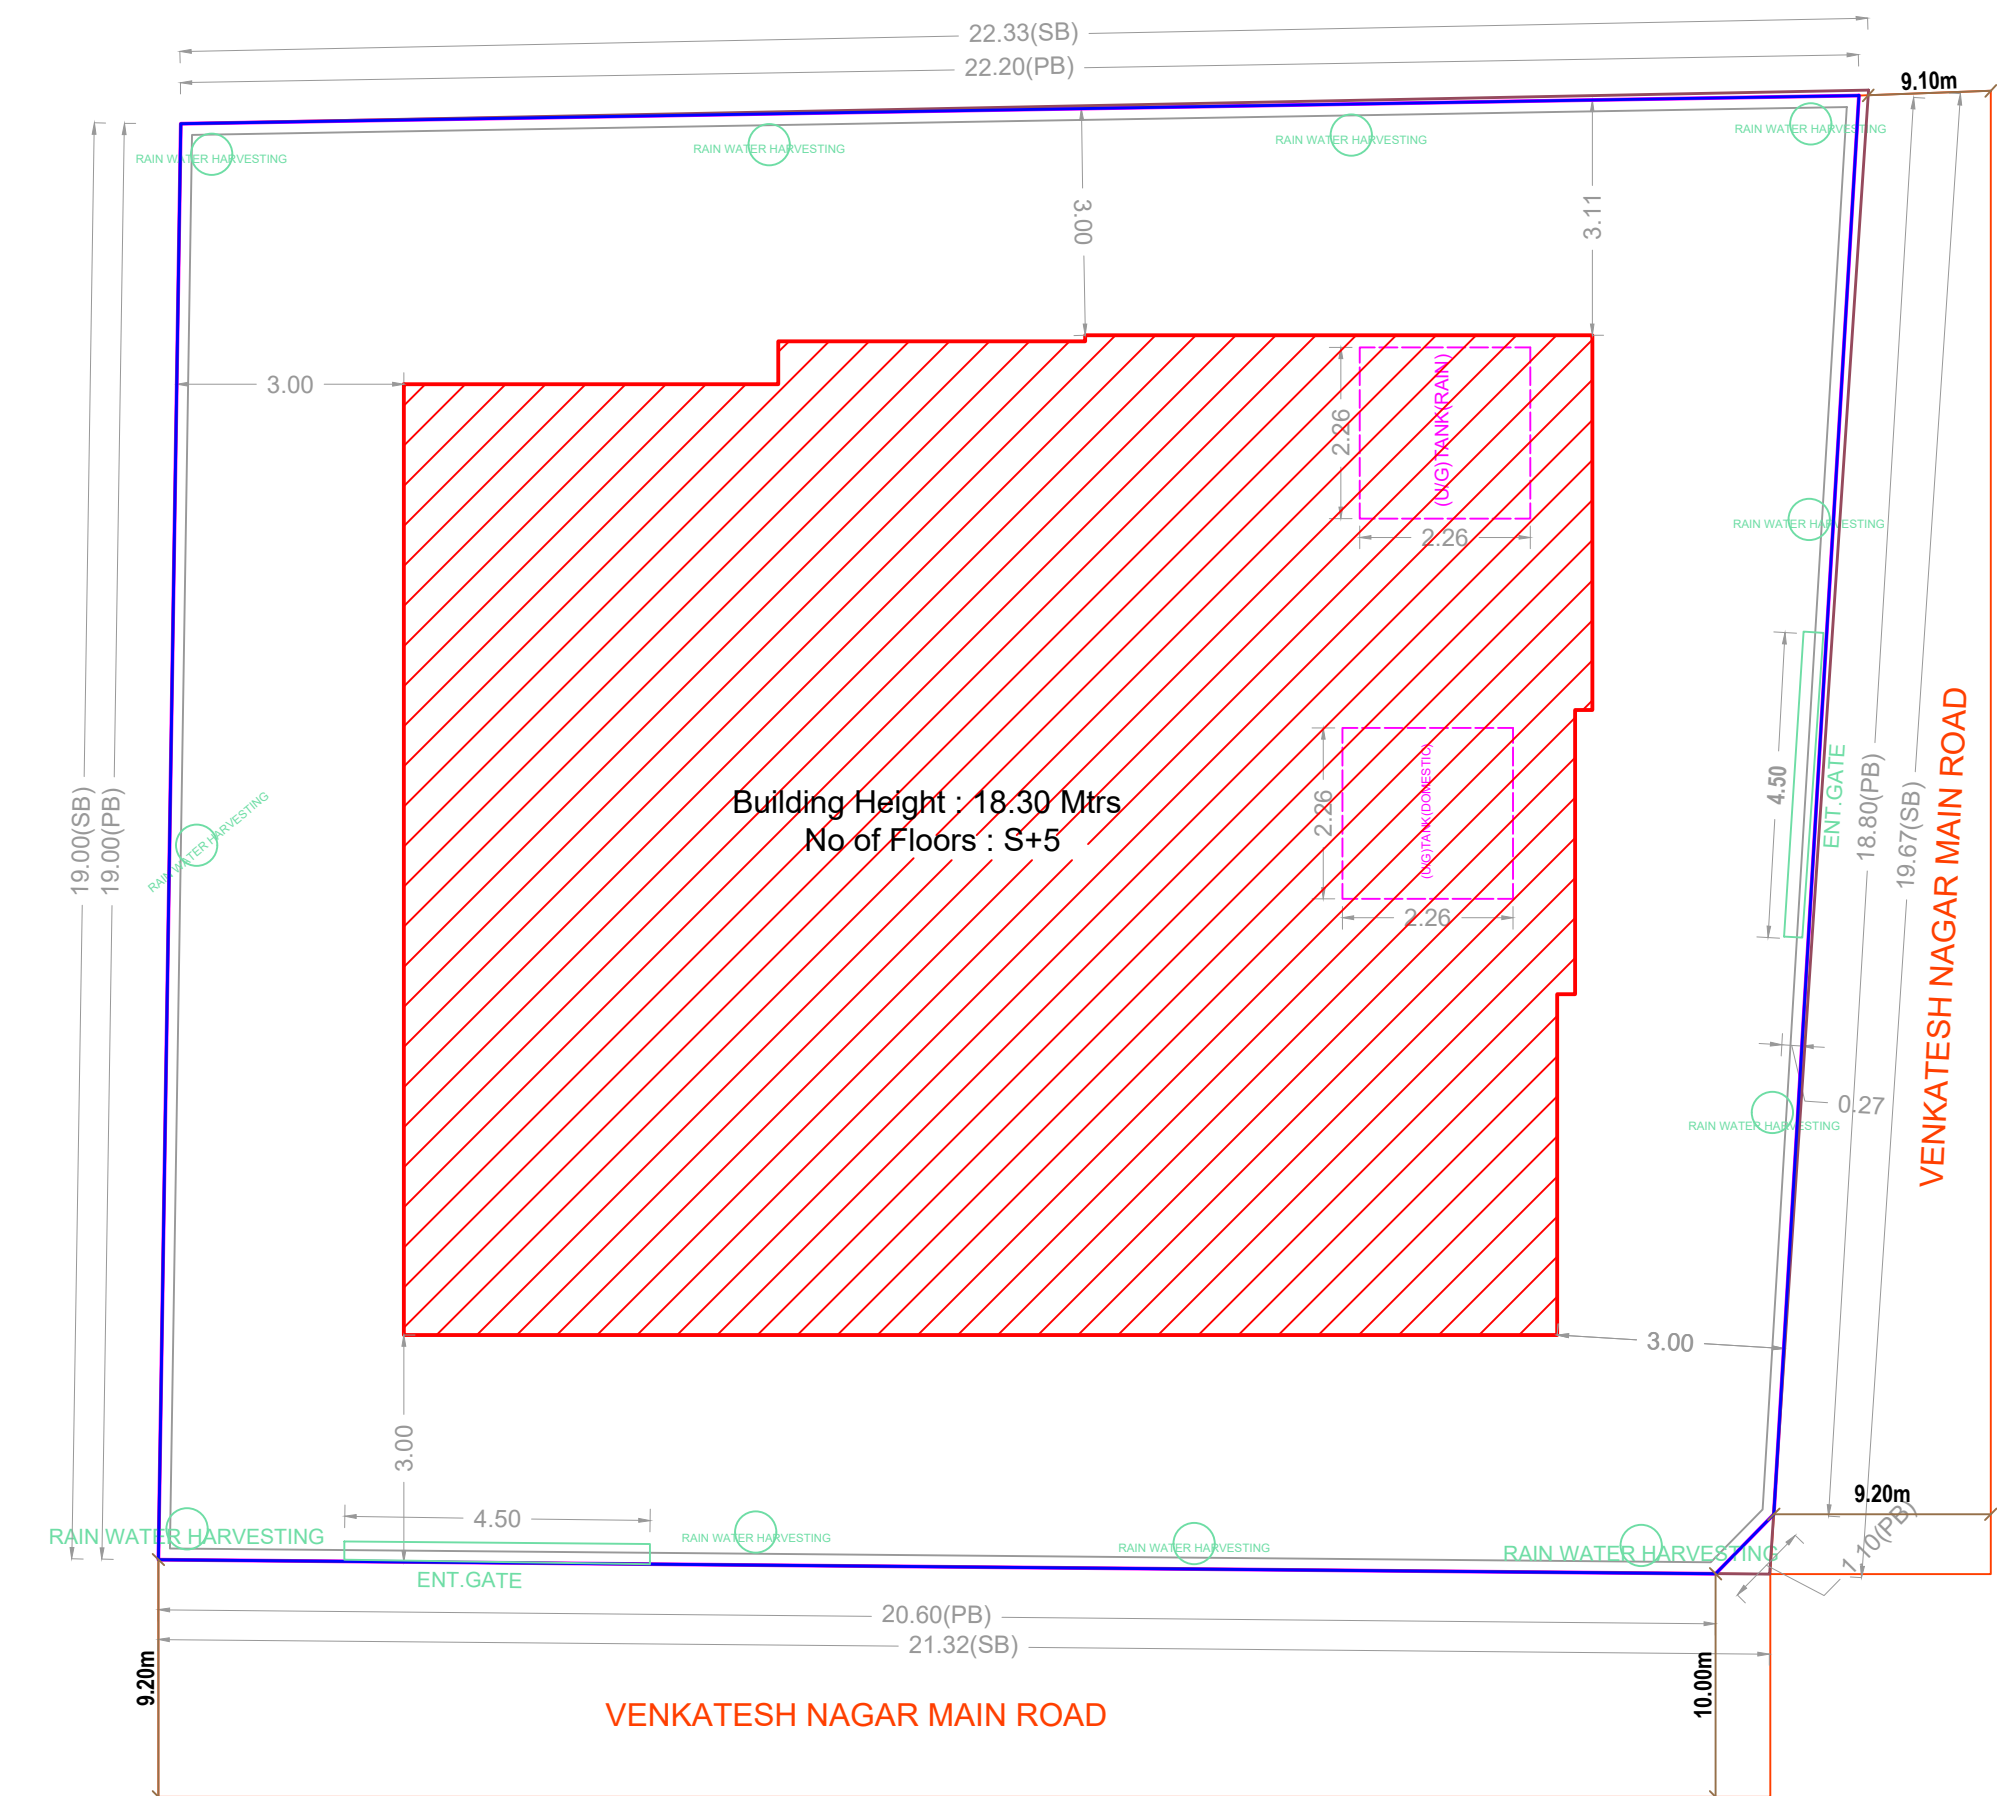 22.33(SB)
22.20(PB)
9.10m
RAIN WATER HARVESTING
RAIN WATER HARVESTING
RAIN WATER HARVESTING
RAIN WATER HARVESTING
3.00
3.11
3.00
2.26
(U/G)TANK(RAIN)
2.26
RAIN WATER HARVESTING
19.00(SB)
19.00(PB)
RAIN WATER HARVESTING
Building Height : 18.30 Mtrs
No of Floors : S+5
2.26
(U/G)TANK(DOMESTIC)
2.26
4.50
ENT.GATE
18.80(PB)
19.67(SB)
VENKATESH NAGAR MAIN ROAD
0.27
RAIN WATER HARVESTING
3.00
3.00
9.20m
1.10(PB)
RAIN WATER HARVESTING
4.50
ENT.GATE
RAIN WATER HARVESTING
RAIN WATER HARVESTING
RAIN WATER HARVESTING
20.60(PB)
21.32(SB)
9.20m
10.00m
VENKATESH NAGAR MAIN ROAD